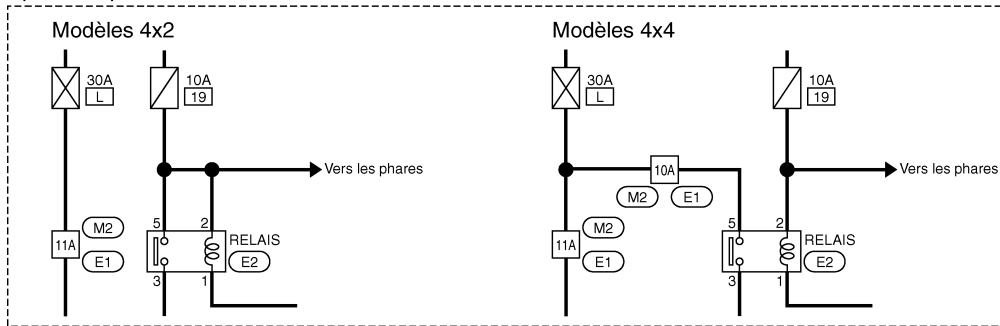 Modèles 4x2
30A
L
10A
19
Vers les phares
M2
11A
E1
5
2
RELAIS
E2
3
1
Modèles 4x4
30A
L
10A
19
Vers les phares
10A
M2
E1
M2
11A
E1
5
2
RELAIS
E2
3
1